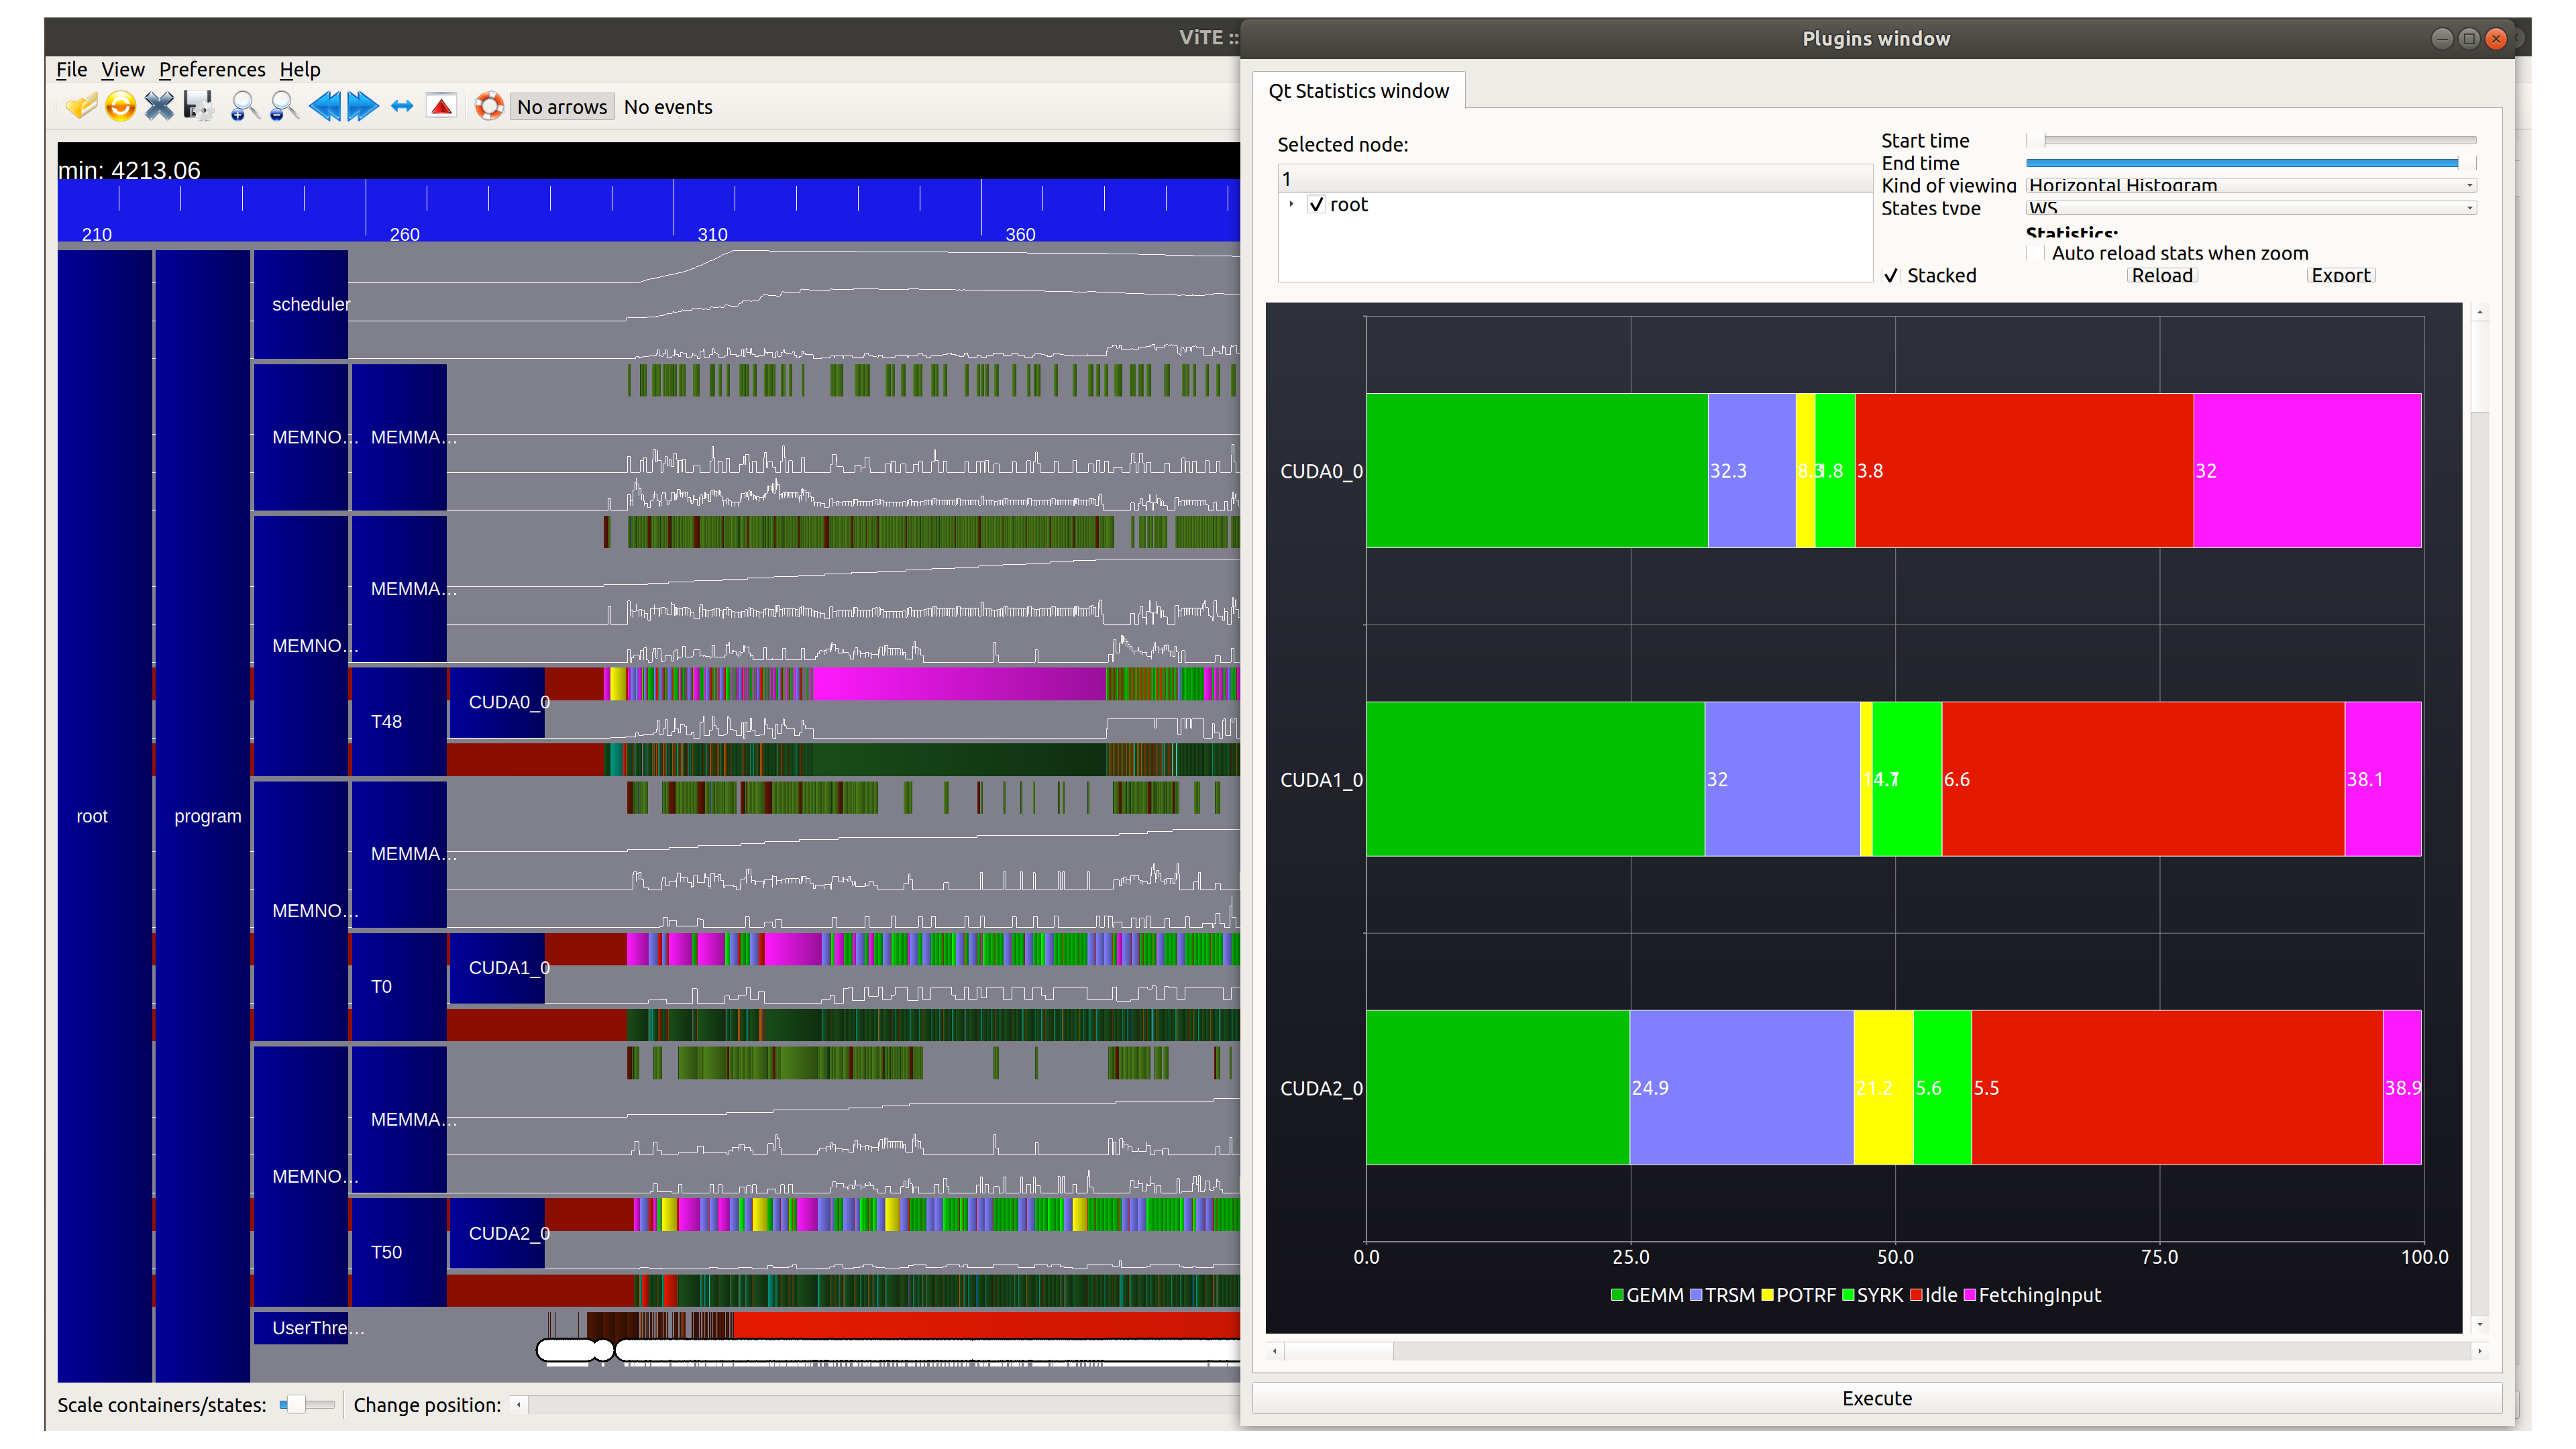 ViTE ::
File View Preferences Help
No arrows No events
min: 4213.06
210 260 310 360
scheduler
MEMNO… MEMMA…
MEMMA…
MEMNO…
CUDA0_0
T48
root program
MEMMA…
MEMNO…
CUDA1_0
T0
MEMMA…
MEMNO…
CUDA2_0
T50
UserThre…
Scale containers/states: Change position:
Plugins window
Qt Statistics window
Selected node:
1
root
Start time
End time
Kind of viewing Horizontal Histogram
States type WS
Statistics:
Auto reload stats when zoom
Stacked Reload Export
CUDA0_0 32.3 8.3 1.8 3.8 32
CUDA1_0 32 14.7 6.6 38.1
CUDA2_0 24.9 21.2 5.6 5.5 38.9
0.0 25.0 50.0 75.0 100.0
GEMM TRSM POTRF SYRK Idle FetchingInput
Execute